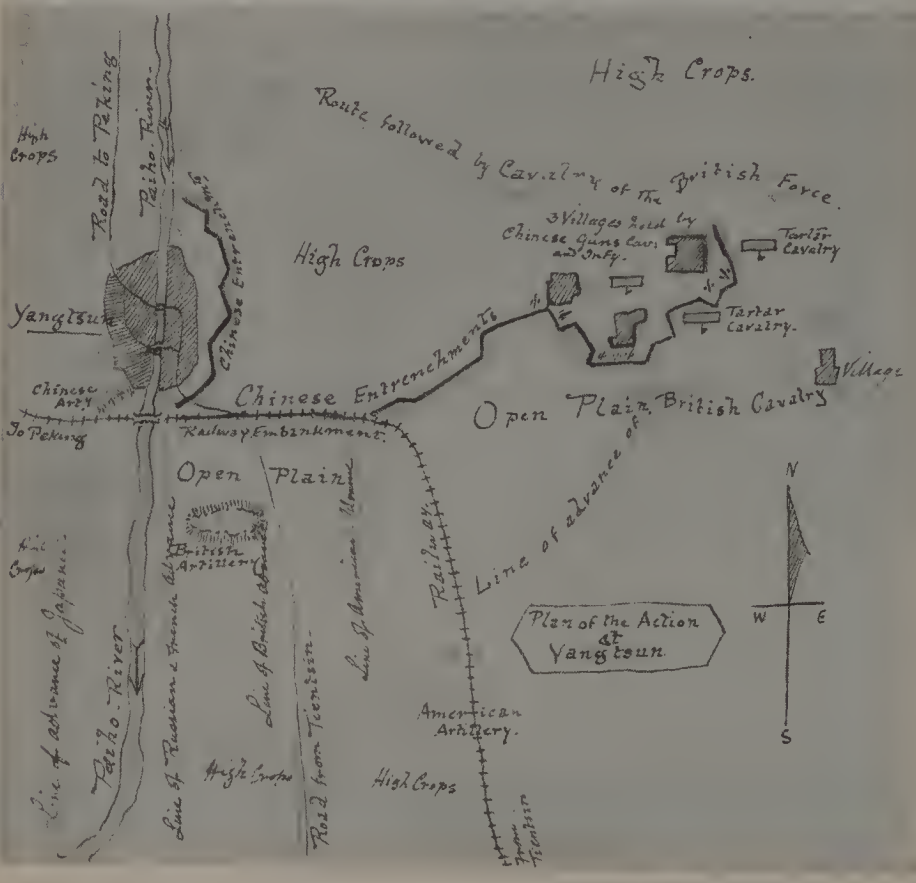 High Crops.
Road to Peking
Paiho. River.
High
Crops
Route followed by Cavalry of the British Force.
3 Villages held by
Chinese Guns Cav.
and Infy.
Tartar
Cavalry
High Crops
Chinese Entrenchments
Yangtsun
Tartar
Cavalry.
Village
Chinese
Arty
Chinese Entrenchments
Open Plain.
British Cavalry
Line of advance of
To Peking
Railway Embankment.
Open Plain
British
Artillery
Crops
Line of advance of Japanese
Paiho. River
Line of Russian & French Advance
Line of British Advance
Road from Tientsin.
Line of American
Railway.
N
W E
S
Plan of the Action
at
Yangtsun.
American
Artillery.
High Crops
High Crops
From
Tientsin